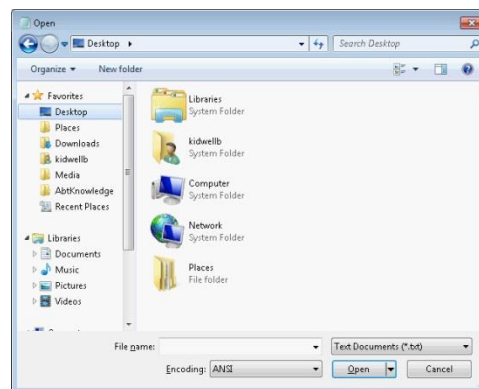 Open
Desktop
Search Desktop
Organize
New folder
Favorites
Desktop
Places
Downloads
kidwellb
Media
AbtKnowledge
Recent Places
Libraries
Documents
Music
Pictures
Videos
Libraries
System Folder
kidwellb
System Folder
Computer
System Folder
Network
System Folder
Places
File folder
File name:
Text Documents (*.txt)
Encoding: ANSI
Open
Cancel